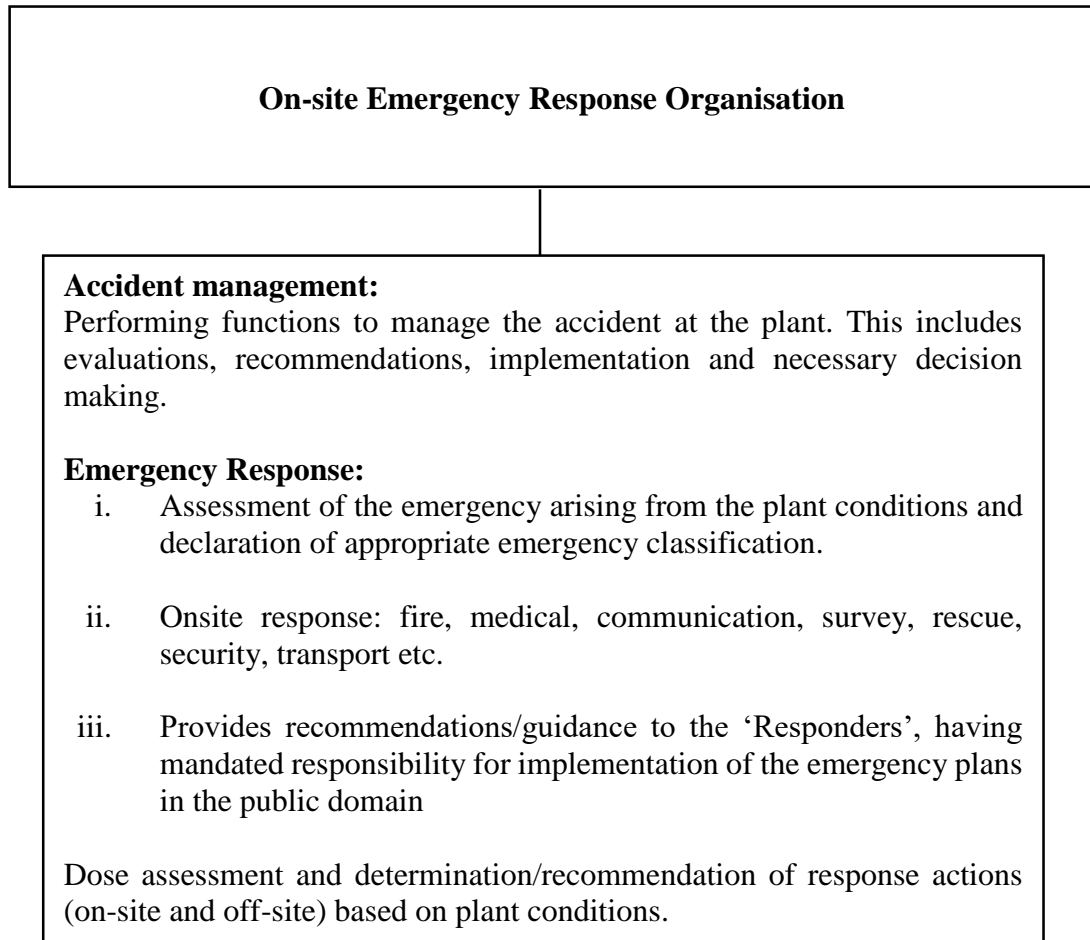 On-site Emergency Response Organisation
Accident management:
Performing functions to manage the accident at the plant. This includes
evaluations, recommendations, implementation and necessary decision
making.
Emergency Response:
i. Assessment of the emergency arising from the plant conditions and
declaration of appropriate emergency classification.
ii. Onsite response: fire, medical, communication, survey, rescue,
security, transport etc.
iii. Provides recommendations/guidance to the ‘Responders’, having
mandated responsibility for implementation of the emergency plans
in the public domain
Dose assessment and determination/recommendation of response actions
(on-site and off-site) based on plant conditions.